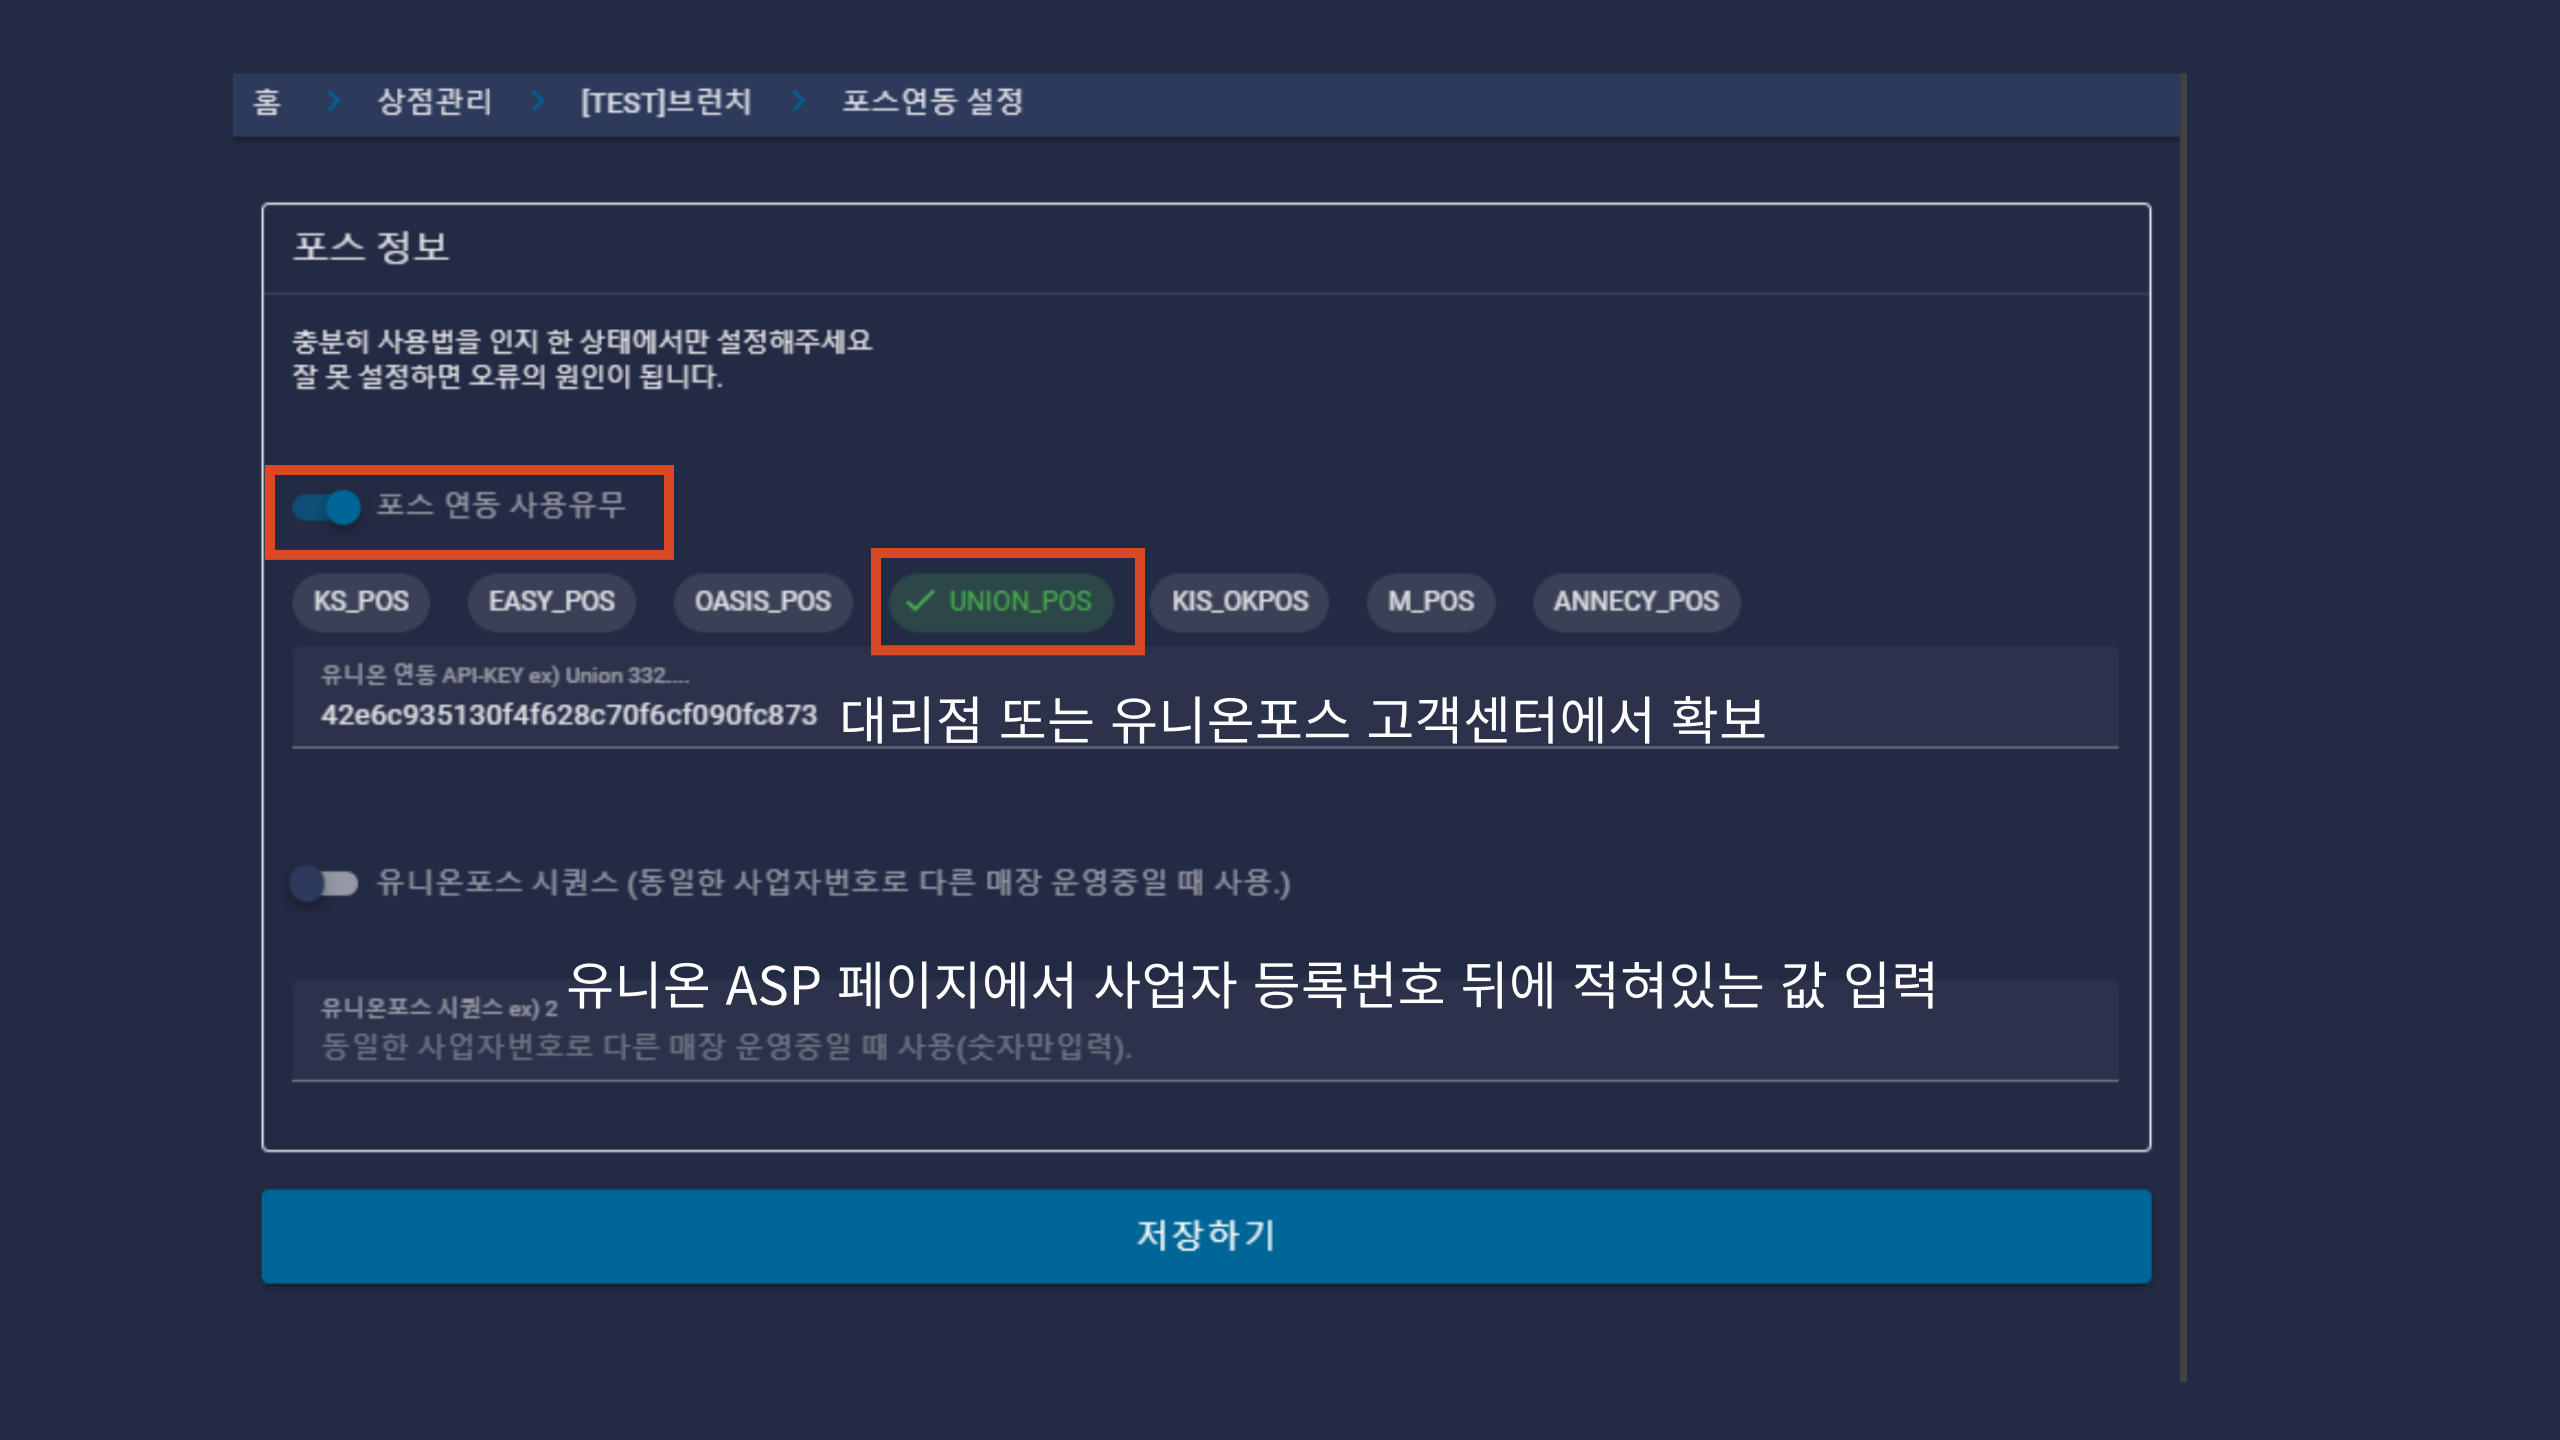 홈 > 상점관리 > [TEST]브런치 > 포스연동 설정
포스 정보
충분히 사용법을 인지 한 상태에서만 설정해주세요
잘 못 설정하면 오류의 원인이 됩니다.
포스 연동 사용유무
KS_POS EASY_POS OASIS_POS UNION_POS KIS_OKPOS M_POS ANNECY_POS
유니온 연동 API-KEY ex) Union 332....
42e6c935130f4f628c70f6cf090fc873 대리점 또는 유니온포스 고객센터에서 확보
유니온포스 시퀀스 (동일한 사업자번호로 다른 매장 운영중일 때 사용.)
유니온 ASP 페이지에서 사업자 등록번호 뒤에 적혀있는 값 입력
유니온포스 시퀀스 ex) 2
동일한 사업자번호로 다른 매장 운영중일 때 사용(숫자만입력).
저장하기